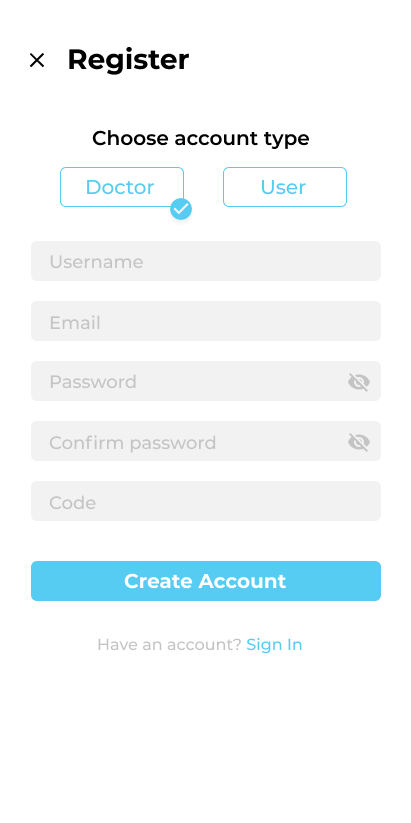 Register
Choose account type
Doctor
User
Username
Email
Password
Confirm password
Code
Create Account
Have an account? Sign In